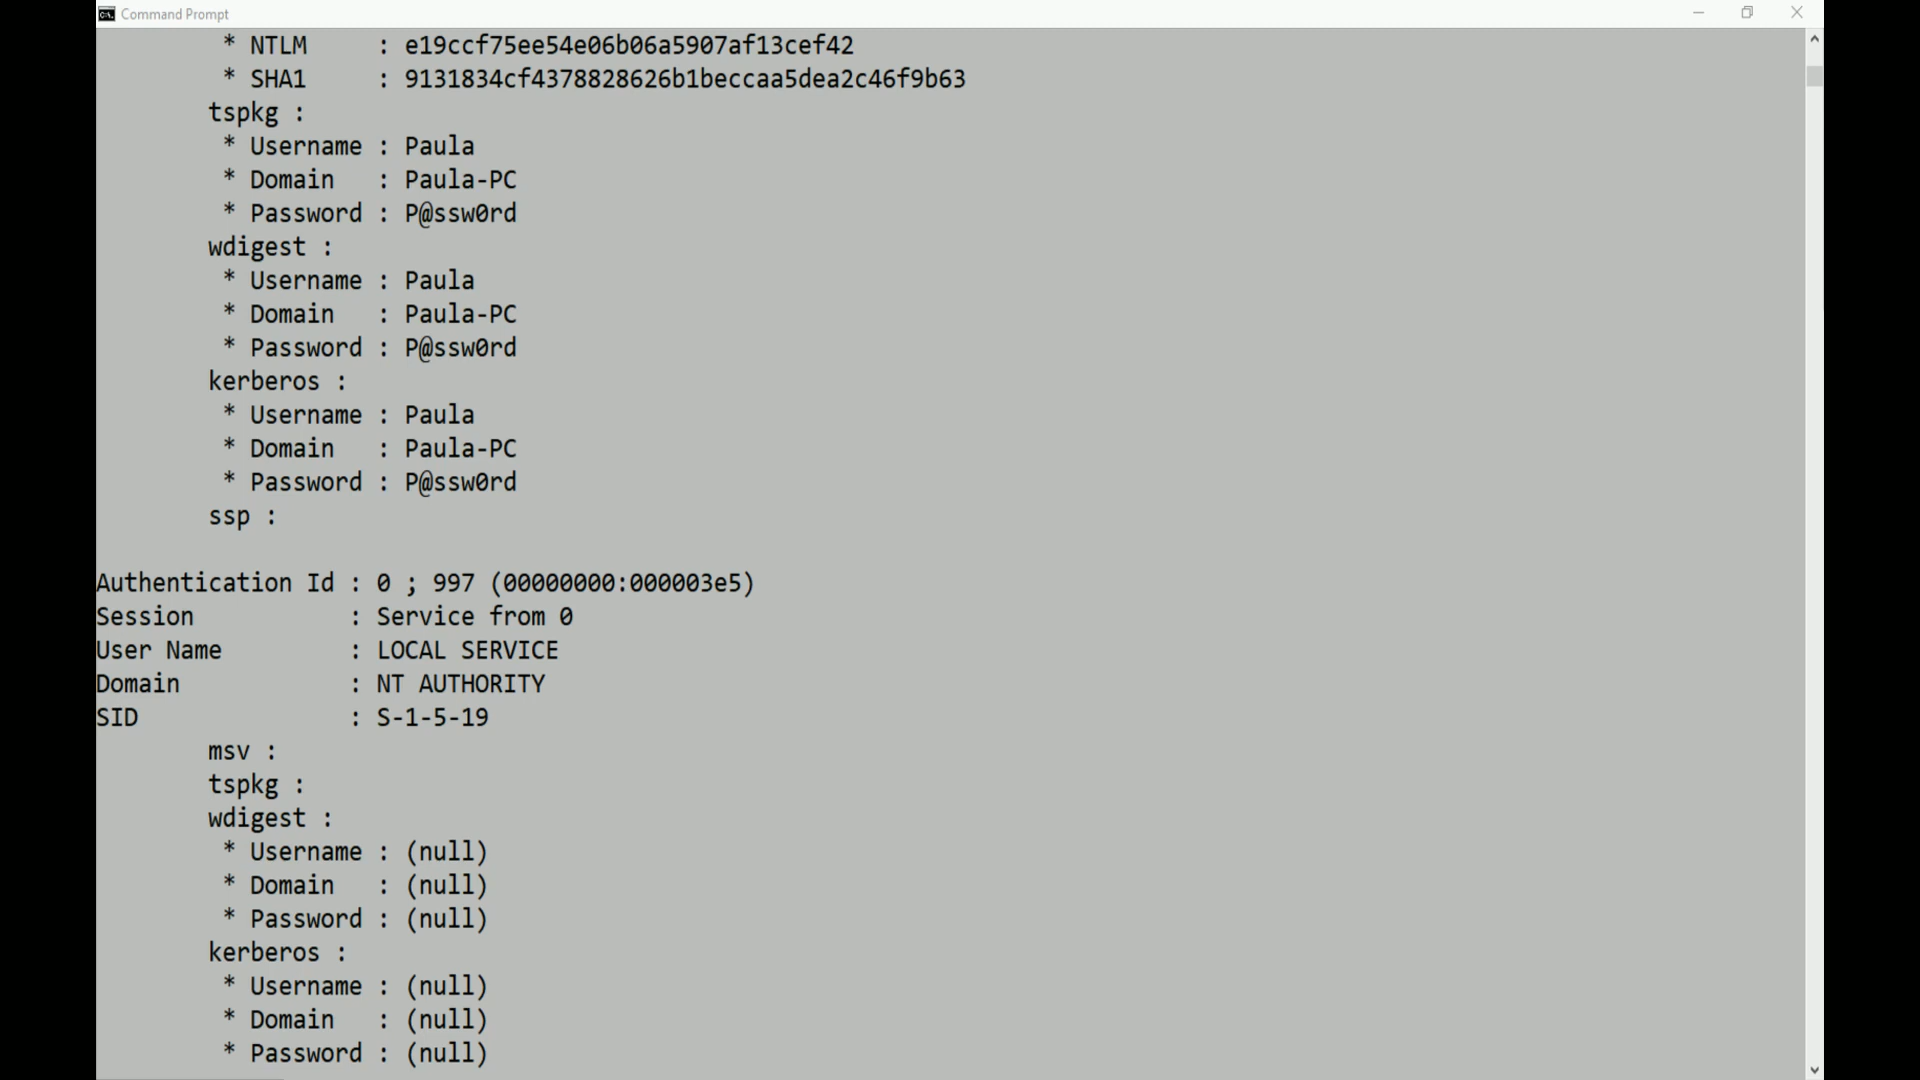 Command Prompt
* NTLM : e19ccf75ee54e06b06a5907af13cef42
* SHA1 : 9131834cf4378828626b1beccaa5dea2c46f9b63
tspkg :
* Username : Paula
* Domain : Paula-PC
* Password : P@ssw0rd
wdigest :
* Username : Paula
* Domain : Paula-PC
* Password : P@ssw0rd
kerberos :
* Username : Paula
* Domain : Paula-PC
* Password : P@ssw0rd
ssp :
Authentication Id : 0 ; 997 (00000000:000003e5)
Session : Service from 0
User Name : LOCAL SERVICE
Domain : NT AUTHORITY
SID : S-1-5-19
msv :
tspkg :
wdigest :
* Username : (null)
* Domain : (null)
* Password : (null)
kerberos :
* Username : (null)
* Domain : (null)
* Password : (null)